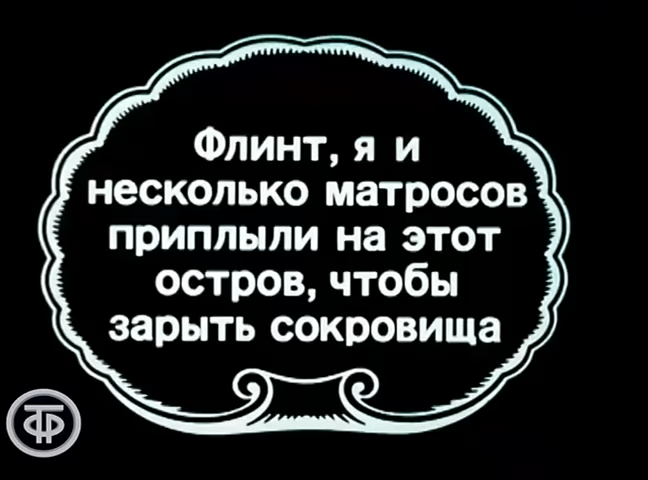 Флинт, я и
несколько матросов
приплыли на этот
остров, чтобы
зарыть сокровища